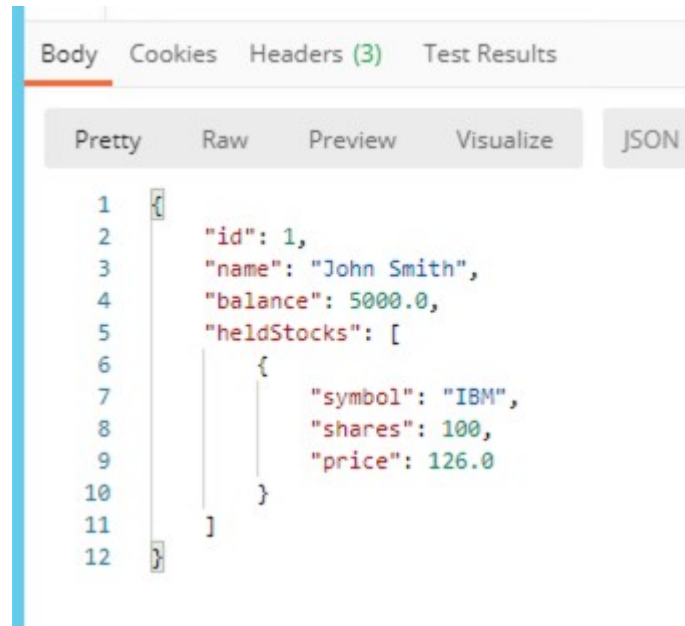 Body Cookies Headers (3) Test Results
Pretty Raw Preview Visualize JSON
1 {
2 "id": 1,
3 "name": "John Smith",
4 "balance": 5000.0,
5 "heldStocks": [
6 {
7 "symbol": "IBM",
8 "shares": 100,
9 "price": 126.0
10 }
11 ]
12 }